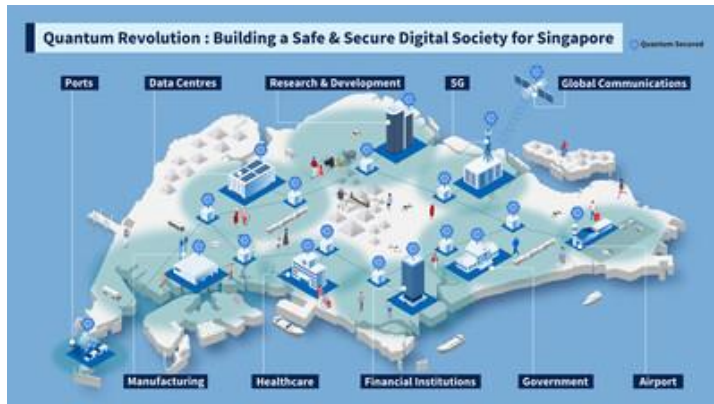 Quantum Revolution : Building a Safe & Secure Digital Society for Singapore
Quantum Secured
Ports
Data Centres
Research & Development
5G
Global Communications
Manufacturing
Healthcare
Financial Institutions
Government
Airport